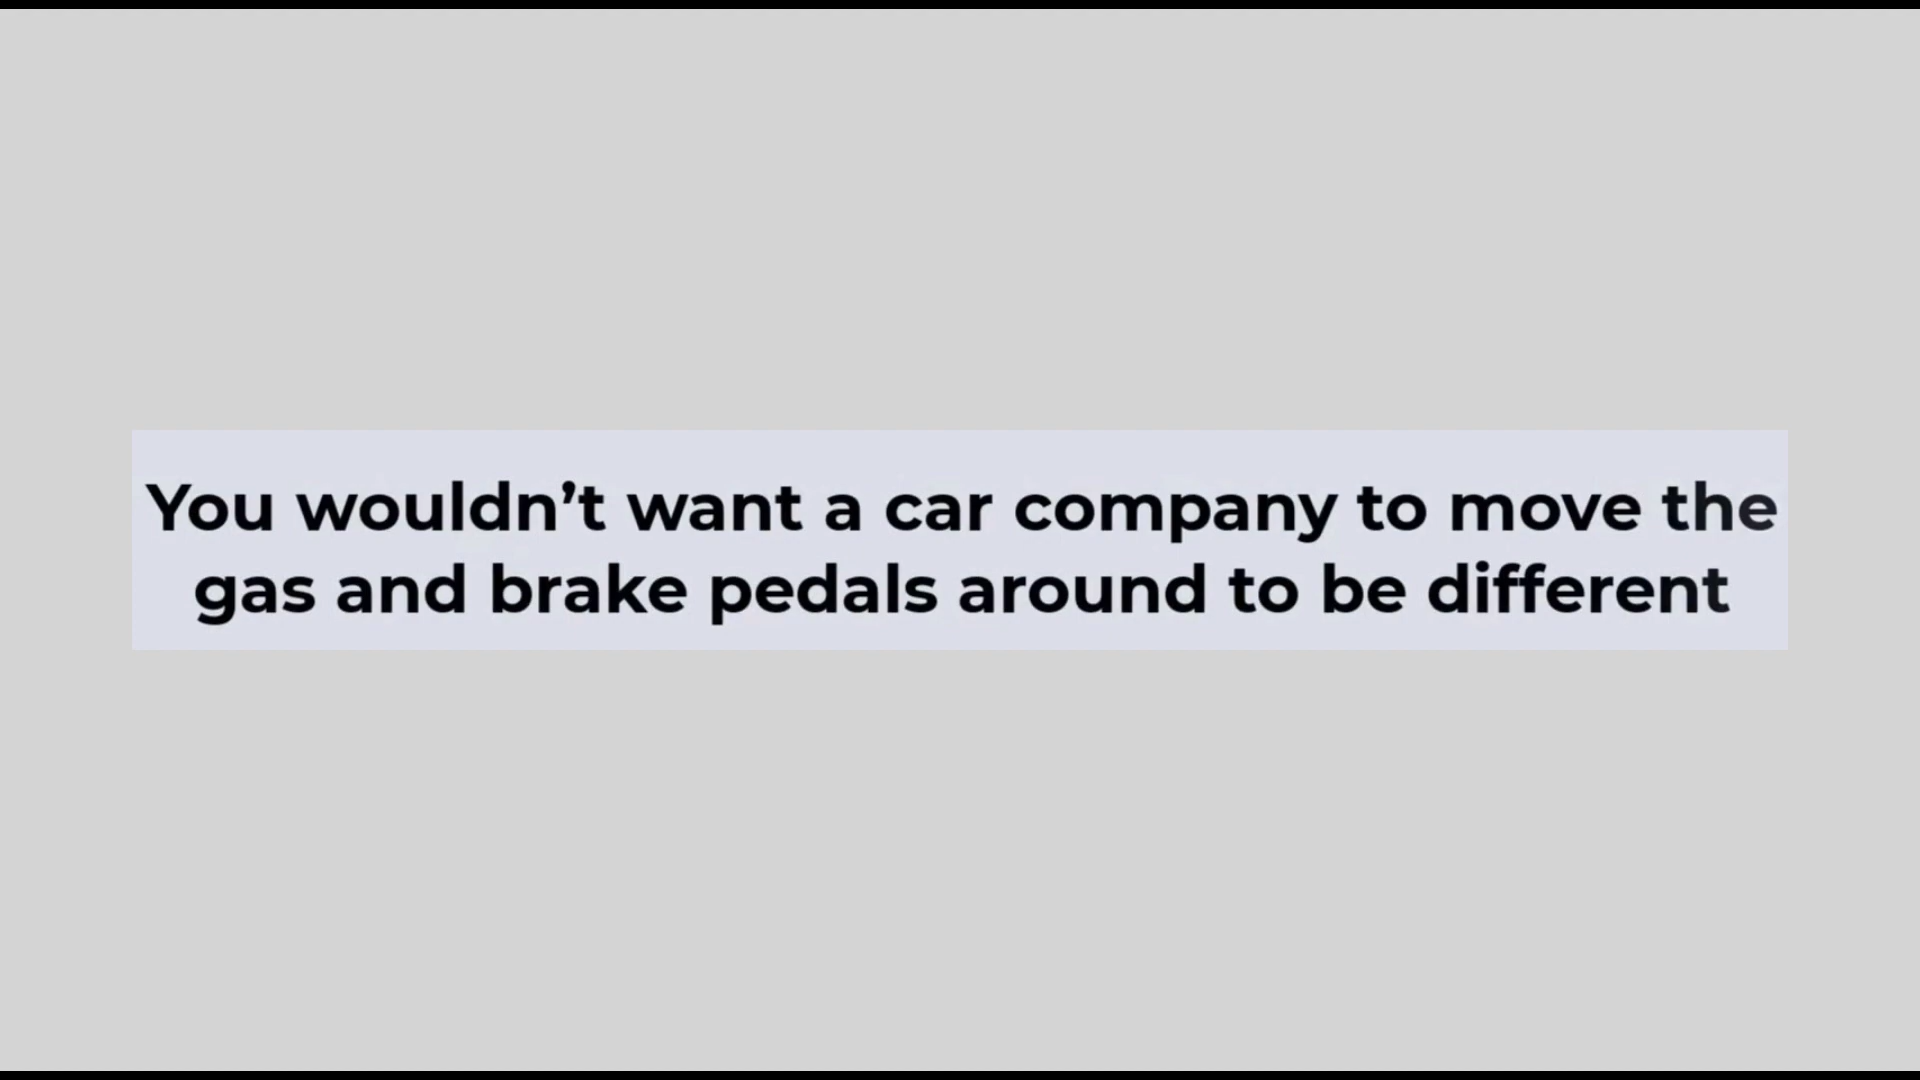 You wouldn’t want a car company to move the
gas and brake pedals around to be different